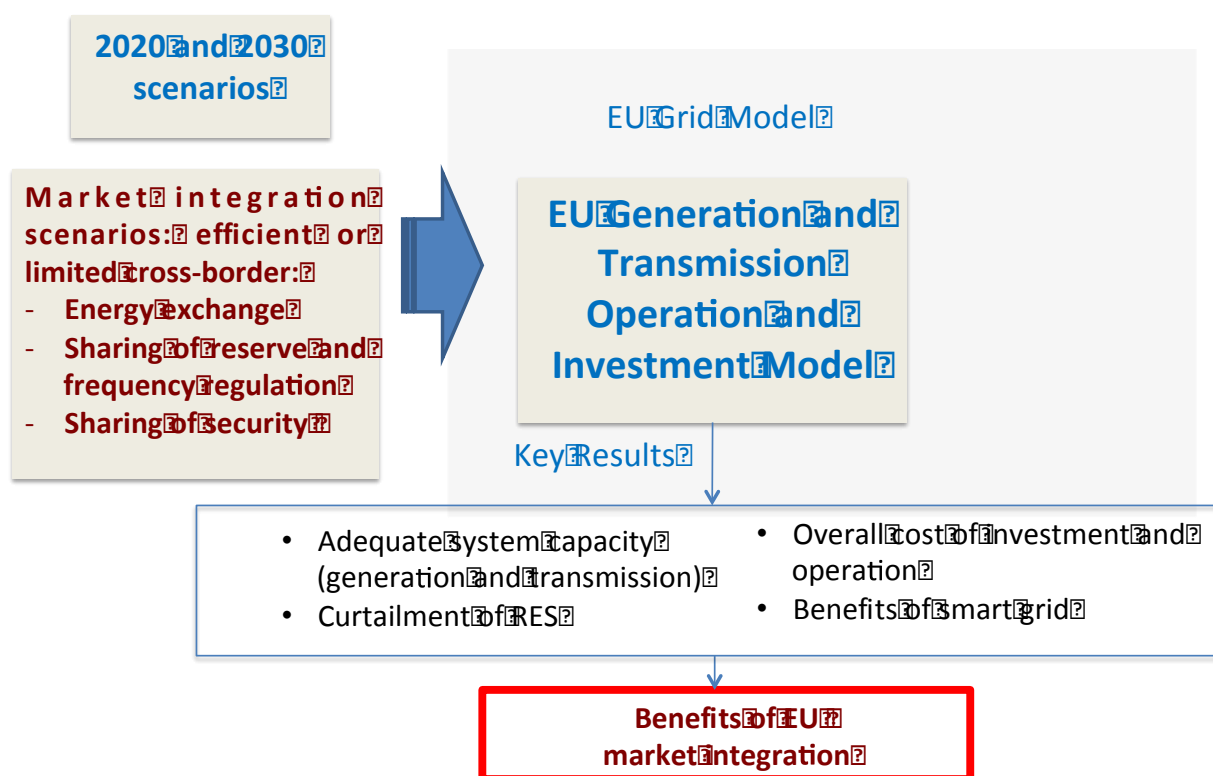 2020 and 2030
scenarios
Market integration
scenarios: efficient or
limited cross-border:
- Energy exchange
- Sharing of reserve and
frequency regulation
- Sharing of security
EU Grid Model
EU Generation and
Transmission
Operation and
Investment Model
Key Results
• Adequate system capacity
(generation and transmission)
• Curtailment of RES
• Overall cost of investment and
operation
• Benefits of smart grid
Benefits of EU
market integration